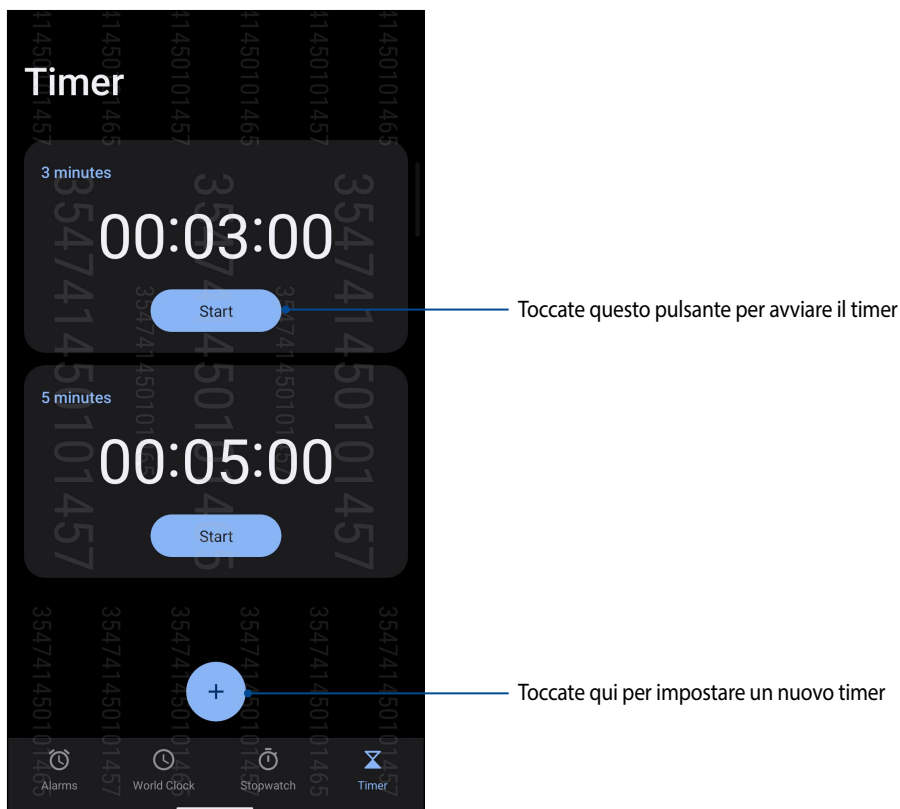 Timer
3 minutes
00:03:00
Start
Toccate questo pulsante per avviare il timer
5 minutes
00:05:00
Start
+
Toccate qui per impostare un nuovo timer
Alarms World Clock Stopwatch Timer